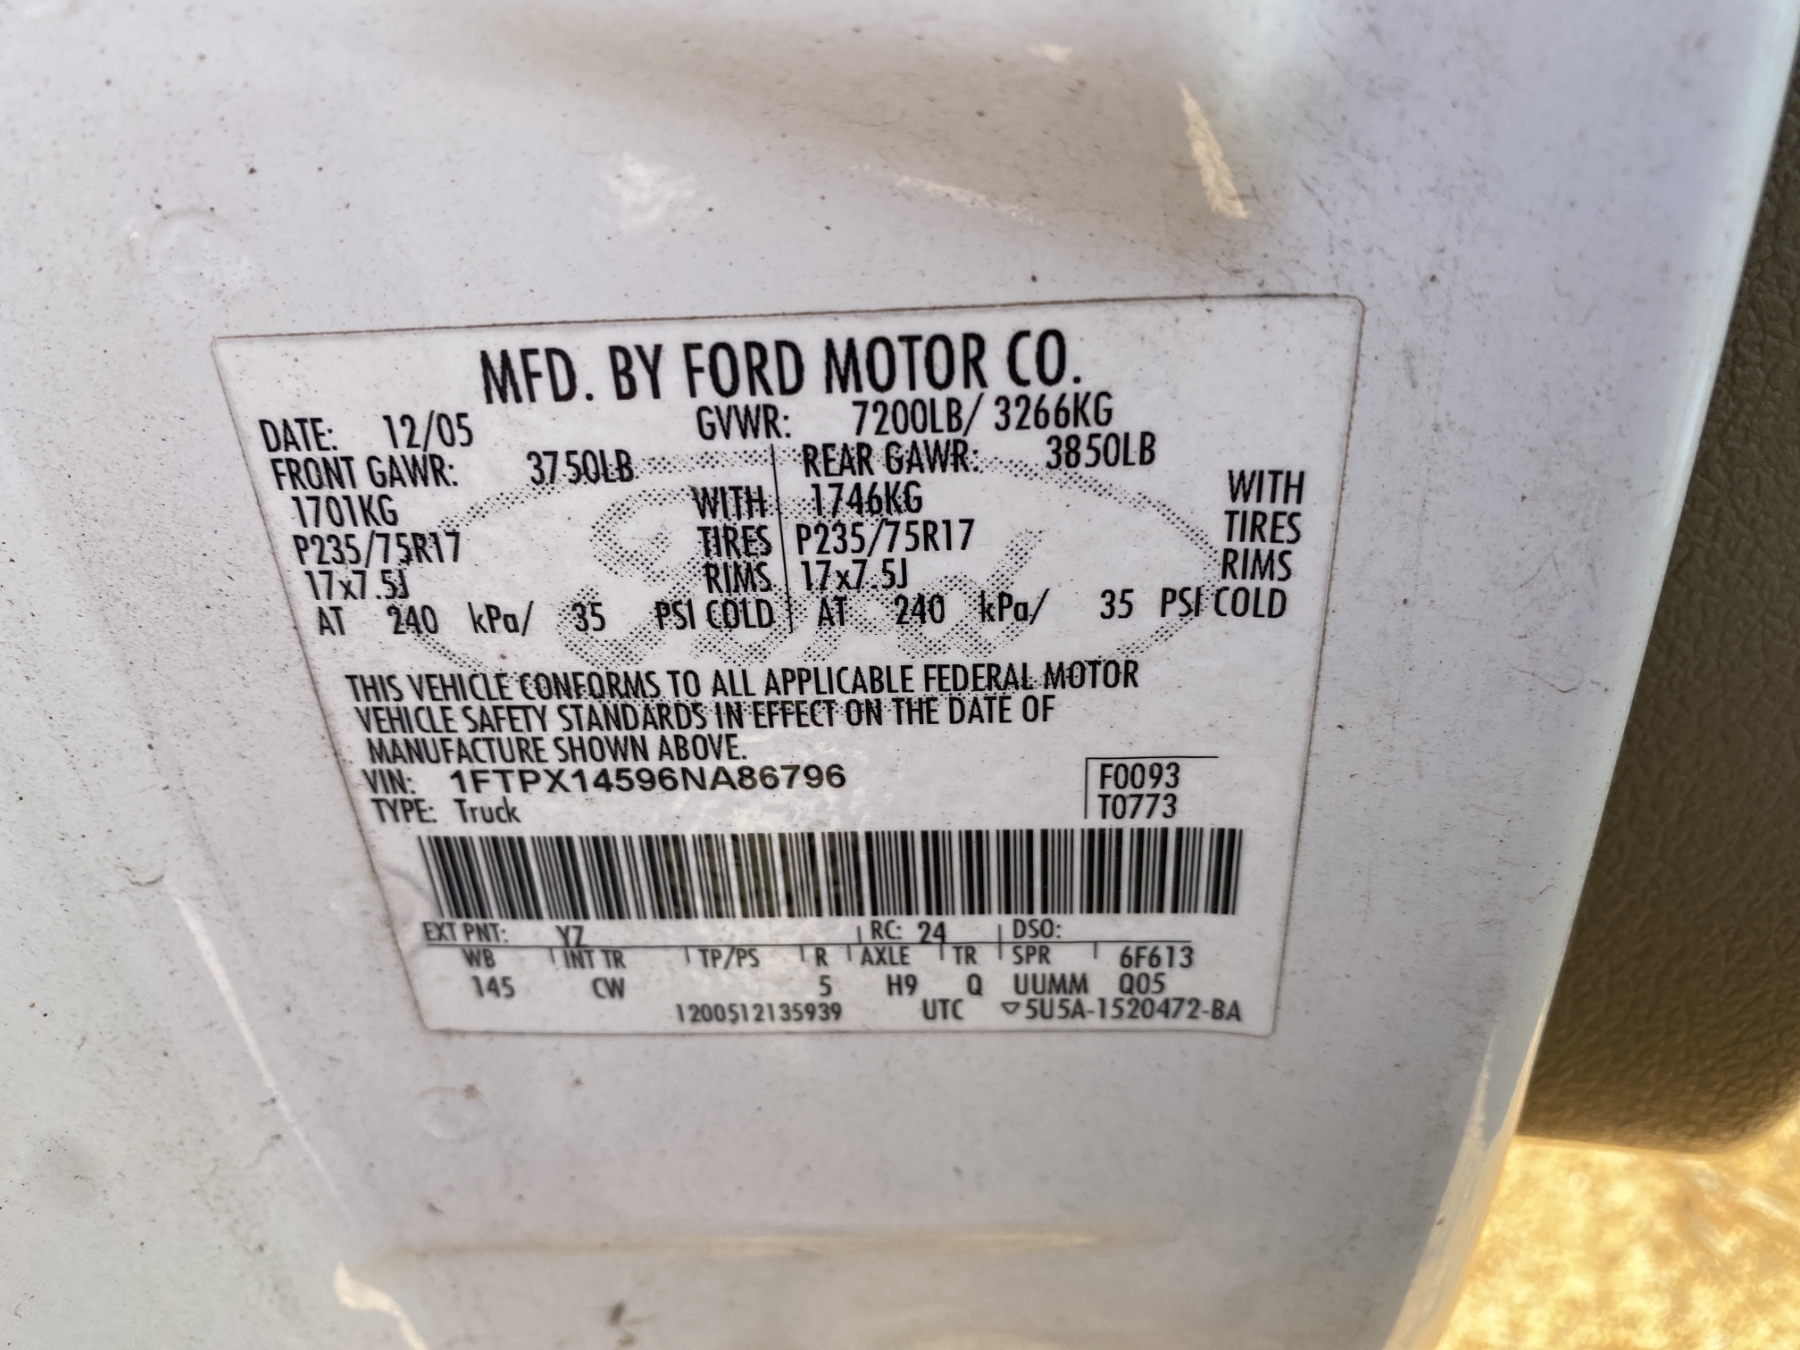 MFD. BY FORD MOTOR CO.
DATE: 12/05 GVWR: 7200LB/ 3266KG
FRONT GAWR: 3750LB REAR GAWR: 3850LB
1701KG WITH 1746KG WITH
P235/75R17 TIRES P235/75R17 TIRES
17x7.5J RIMS 17x7.5J RIMS
AT 240 kPa/ 35 PSI COLD AT 240 kPa/ 35 PSI COLD
Ford
THIS VEHICLE CONFORMS TO ALL APPLICABLE FEDERAL MOTOR
VEHICLE SAFETY STANDARDS IN EFFECT ON THE DATE OF
MANUFACTURE SHOWN ABOVE.
VIN: 1FTPX14596NA86796 F0093
TYPE: Truck T0773
EXT PNT: YZ RC: 24 DSO:
WB INT TR TP/PS R AXLE TR SPR 6F613
145 CW 5 H9 Q UUMM Q05
1200512135939 UTC ▽5U5A-1520472-BA